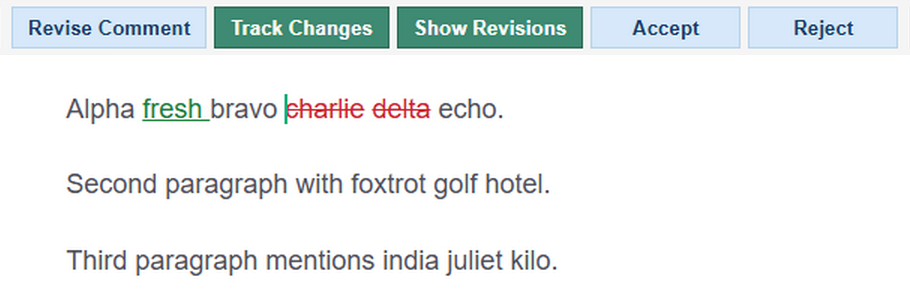 Revise Comment Track Changes Show Revisions Accept Reject
Alpha fresh bravo charlie delta echo.
Second paragraph with foxtrot golf hotel.
Third paragraph mentions india juliet kilo.